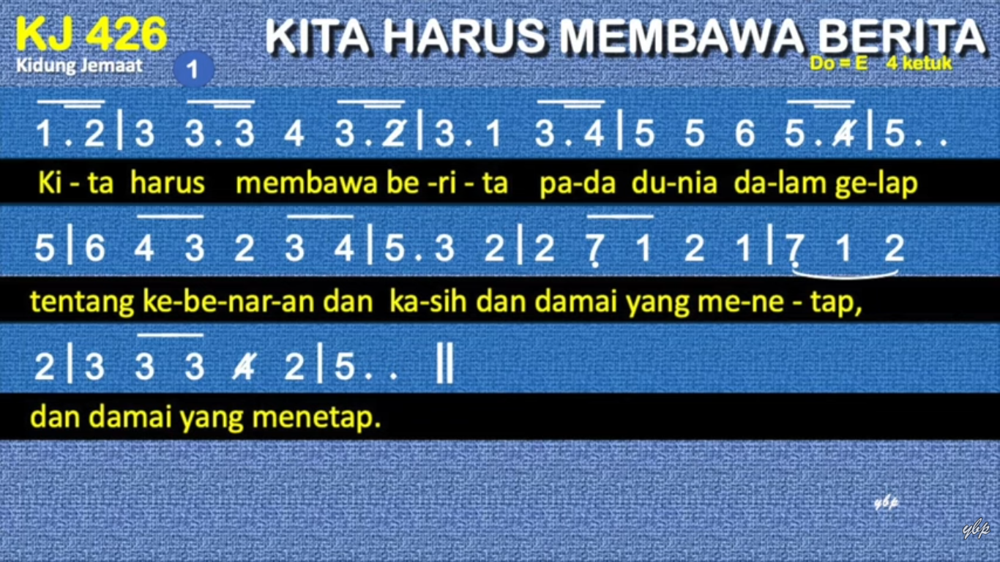 KJ 426
KITA HARUS MEMBAWA BERITA
Kidung Jemaat
1
Do = E 4 ketuk
1 . 2 | 3 3 . 3 4 3 . 2̸ | 3 . 1 3 . 4 | 5 5 6 5 . 4̸ | 5 . .
Ki - ta harus membawa be -ri - ta pa-da du-nia da-lam ge-lap
5 | 6 4 3 2 3 4 | 5 . 3 2 | 2 7̣ 1 2 1 | 7̣ 1 2
tentang ke-be-nar-an dan ka-sih dan damai yang me-ne - tap,
2 | 3 3 3 4̸ 2 | 5 . . ||
dan damai yang menetap.
ybp
ybp